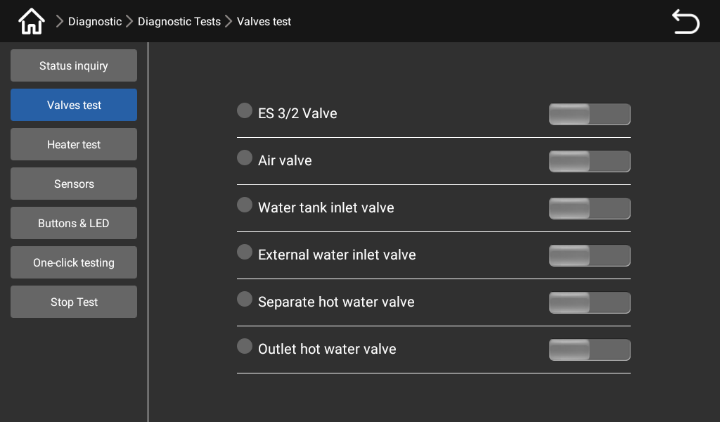 Diagnostic > Diagnostic Tests > Valves test
Status inquiry
Valves test
Heater test
Sensors
Buttons & LED
One-click testing
Stop Test
ES 3/2 Valve
Air valve
Water tank inlet valve
External water inlet valve
Separate hot water valve
Outlet hot water valve